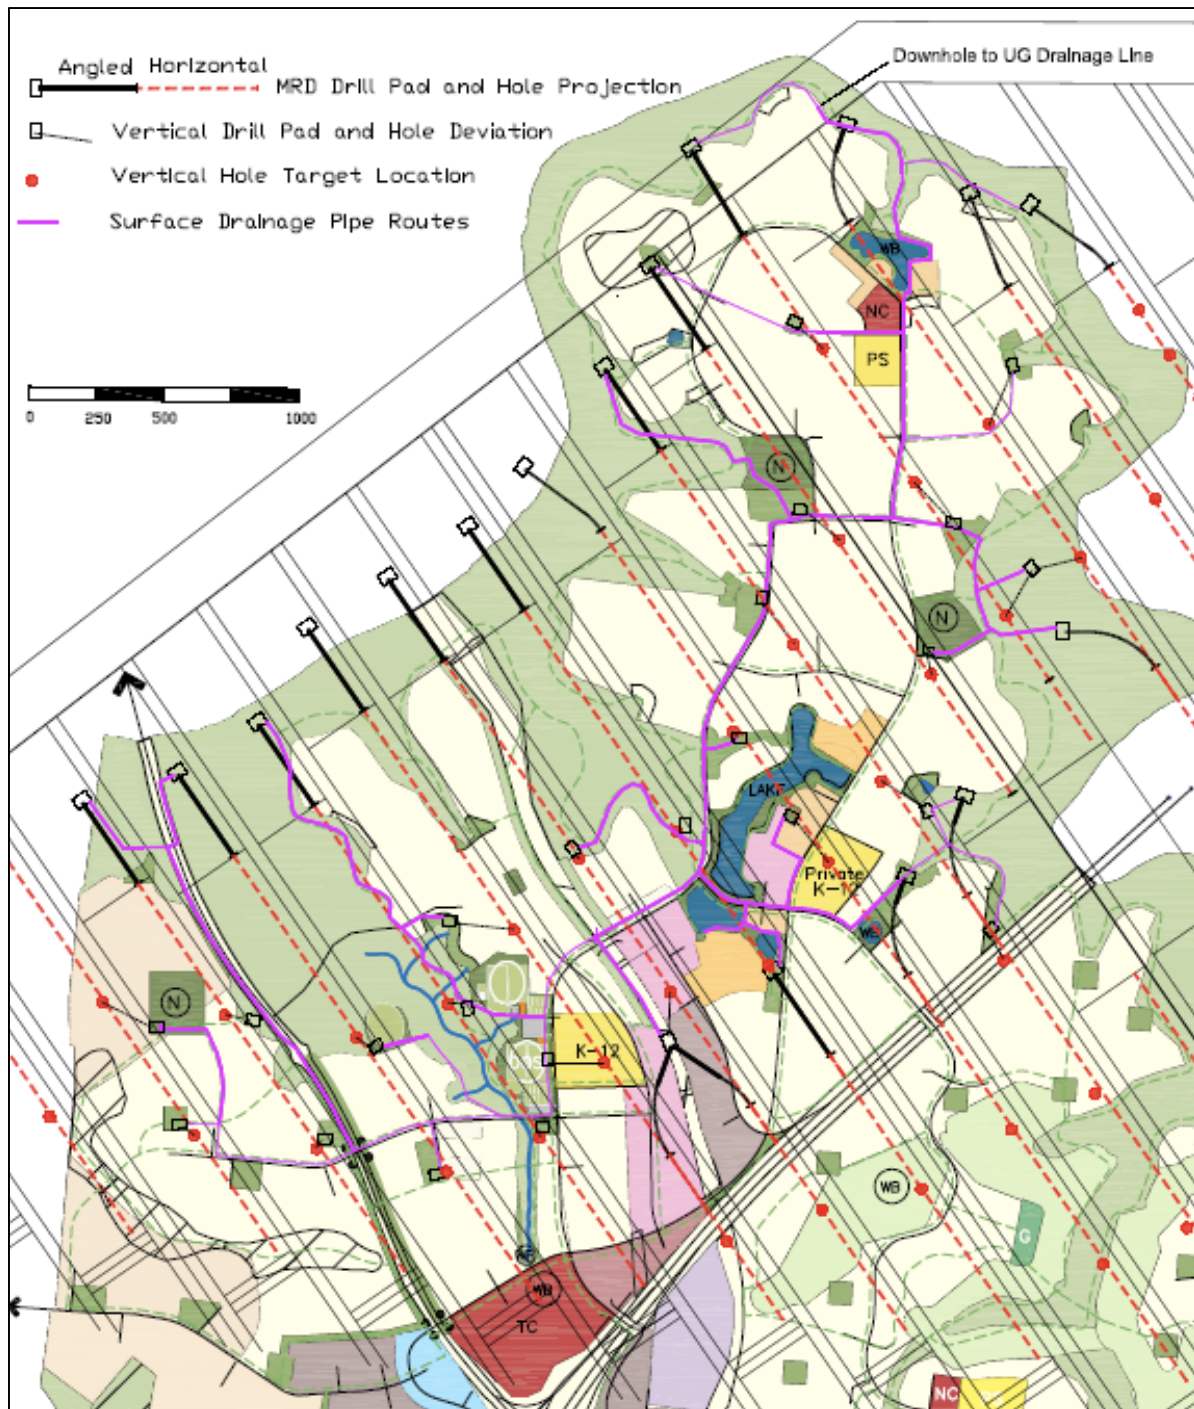 Downhole to UG Drainage Line
Angled Horizontal
MRD Drill Pad and Hole Projection
Vertical Drill Pad and Hole Deviation
Vertical Hole Target Location
Surface Drainage Pipe Routes
WB
NC
PS
0 250 500 1000
N
N
LAKE
Private
K-12
WB
N
K-12
WB
G
WB
TC
NC